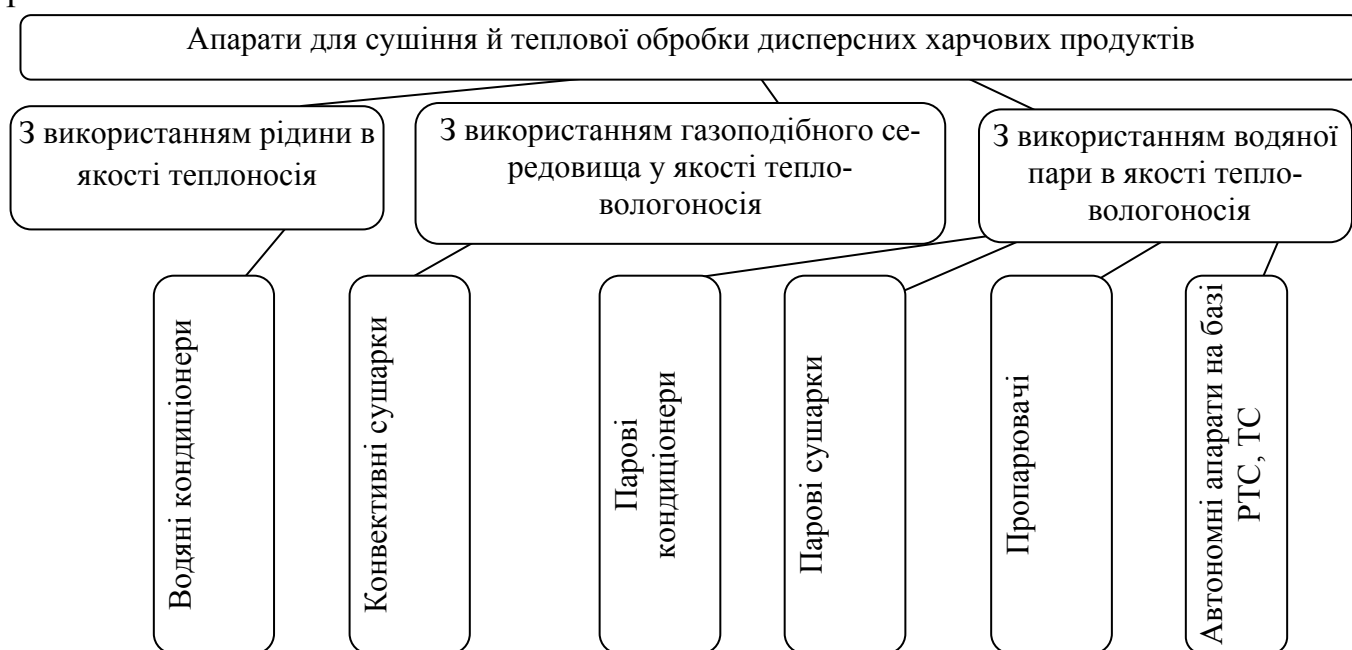 Апарати для сушіння й теплової обробки дисперсних харчових продуктів
З використанням рідини в
якості теплоносія
З використанням газоподібного се-
редовища у якості тепло-
вологоносія
З використанням водяної
пари в якості тепло-
вологоносія
Водяні кондиціонери
Конвективні сушарки
Парові
кондиціонери
Парові сушарки
Пропарювачі
Автономні апарати на базі
РТС, ТС